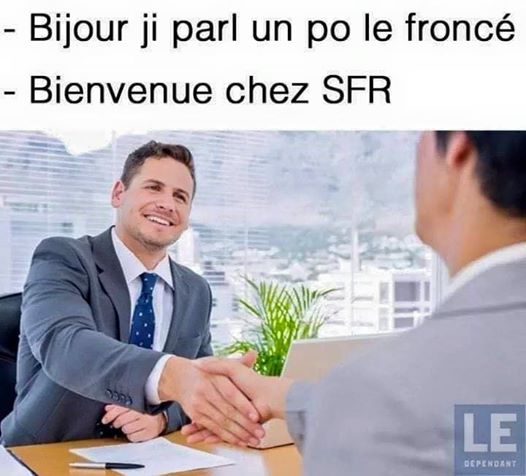 - Bijour ji parl un po le froncé
- Bienvenue chez SFR
LE
DEPENDANT